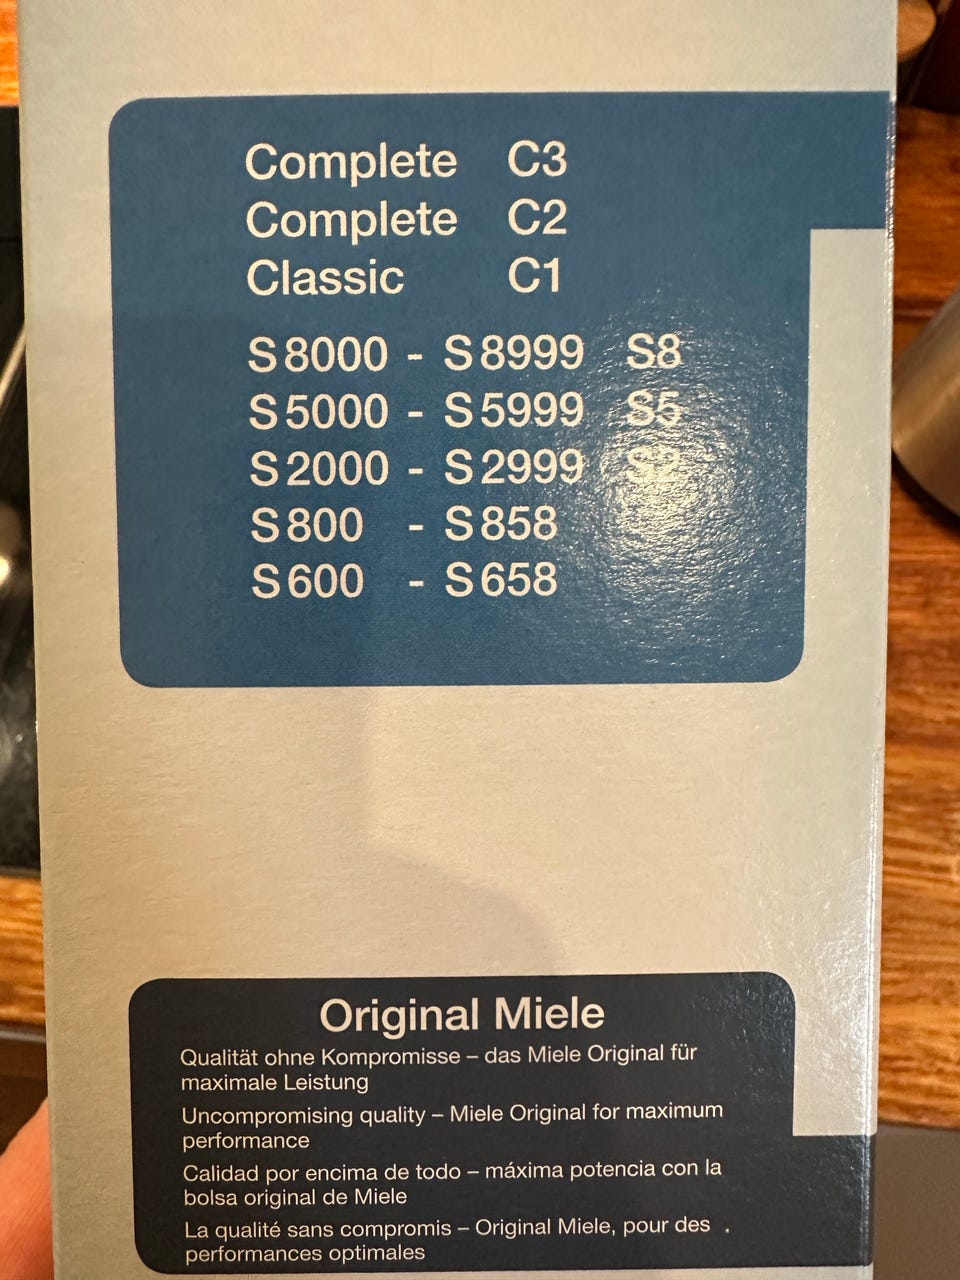 Complete C3
Complete C2
Classic C1
S 8000 - S 8999 S8
S 5000 - S 5999 S5
S 2000 - S 2999 S2
S 800 - S 858
S 600 - S 658
Original Miele
Qualität ohne Kompromisse – das Miele Original für
maximale Leistung
Uncompromising quality – Miele Original for maximum
performance
Calidad por encima de todo – máxima potencia con la
bolsa original de Miele
La qualité sans compromis – Original Miele, pour des .
performances optimales